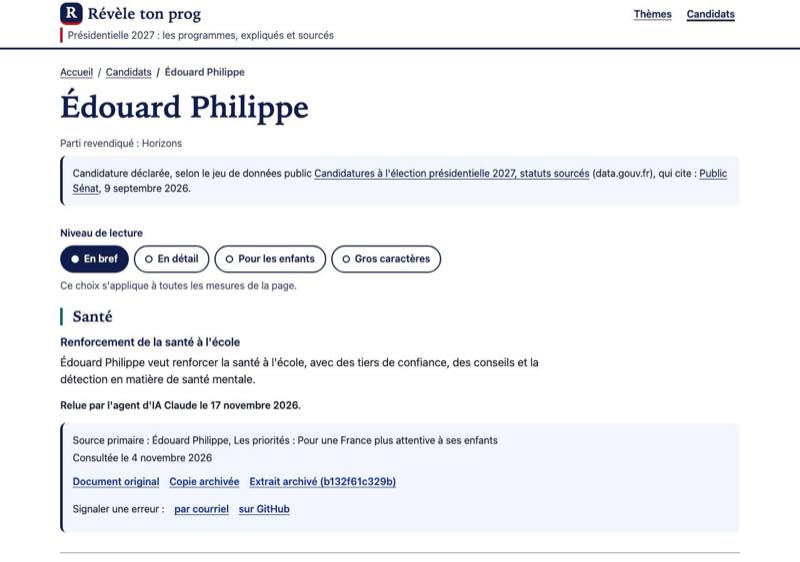 R Révèle ton prog
Thèmes Candidats
Présidentielle 2027 : les programmes, expliqués et sourcés
Accueil / Candidats / Édouard Philippe
Édouard Philippe
Parti revendiqué : Horizons
Candidature déclarée, selon le jeu de données public Candidatures à l'élection présidentielle 2027, statuts sourcés (data.gouv.fr), qui cite : Public
Sénat, 9 septembre 2026.
Niveau de lecture
En bref En détail Pour les enfants Gros caractères
Ce choix s'applique à toutes les mesures de la page.
Santé
Renforcement de la santé à l'école
Édouard Philippe veut renforcer la santé à l'école, avec des tiers de confiance, des conseils et la
détection en matière de santé mentale.
Relue par l'agent d'IA Claude le 17 novembre 2026.
Source primaire : Édouard Philippe, Les priorités : Pour une France plus attentive à ses enfants
Consultée le 4 novembre 2026
Document original Copie archivée Extrait archivé (b132f61c329b)
Signaler une erreur : par courriel sur GitHub